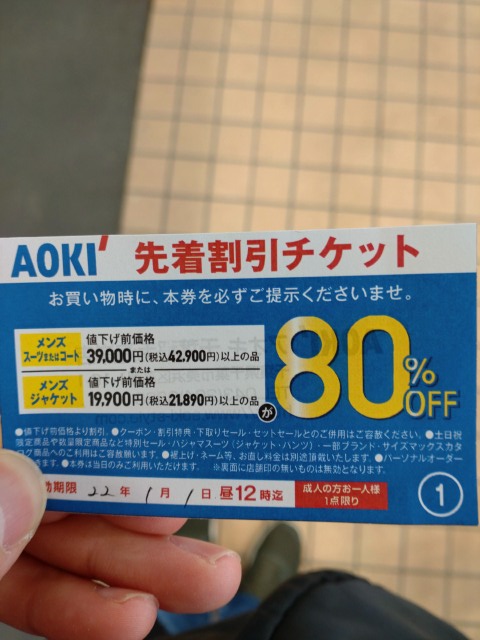 AOKI' 先着割引チケット
お買い物時に、本券を必ずご提示くださいませ。
メンズ
スーツまたはコート
値下げ前価格
39,000円(税込42,900円)以上の品
または
メンズ
ジャケット
値下げ前価格
19,900円(税込21,890円)以上の品
が
80%OFF
●値下げ前価格より割引。●クーポン・割引特典・下取りセール・セットセールとのご併用はご容赦ください。●土日祝
限定商品や数量限定商品など特別セール・ハシャマスーツ(ジャケット・パンツ)・一部ブランド・サイズマックスカタ
ログ商品へのご利用はご容赦願います。●裾上げ・ネーム等、お直し料金は別途頂戴いたします。●パーソナルオーダー
きます。●本券は当日のみご利用いただけます。※裏面に店舗印の無いものは無効となります。
効期限 22年 1月 1日 昼12時迄
成人の方お一人様
1点限り
1